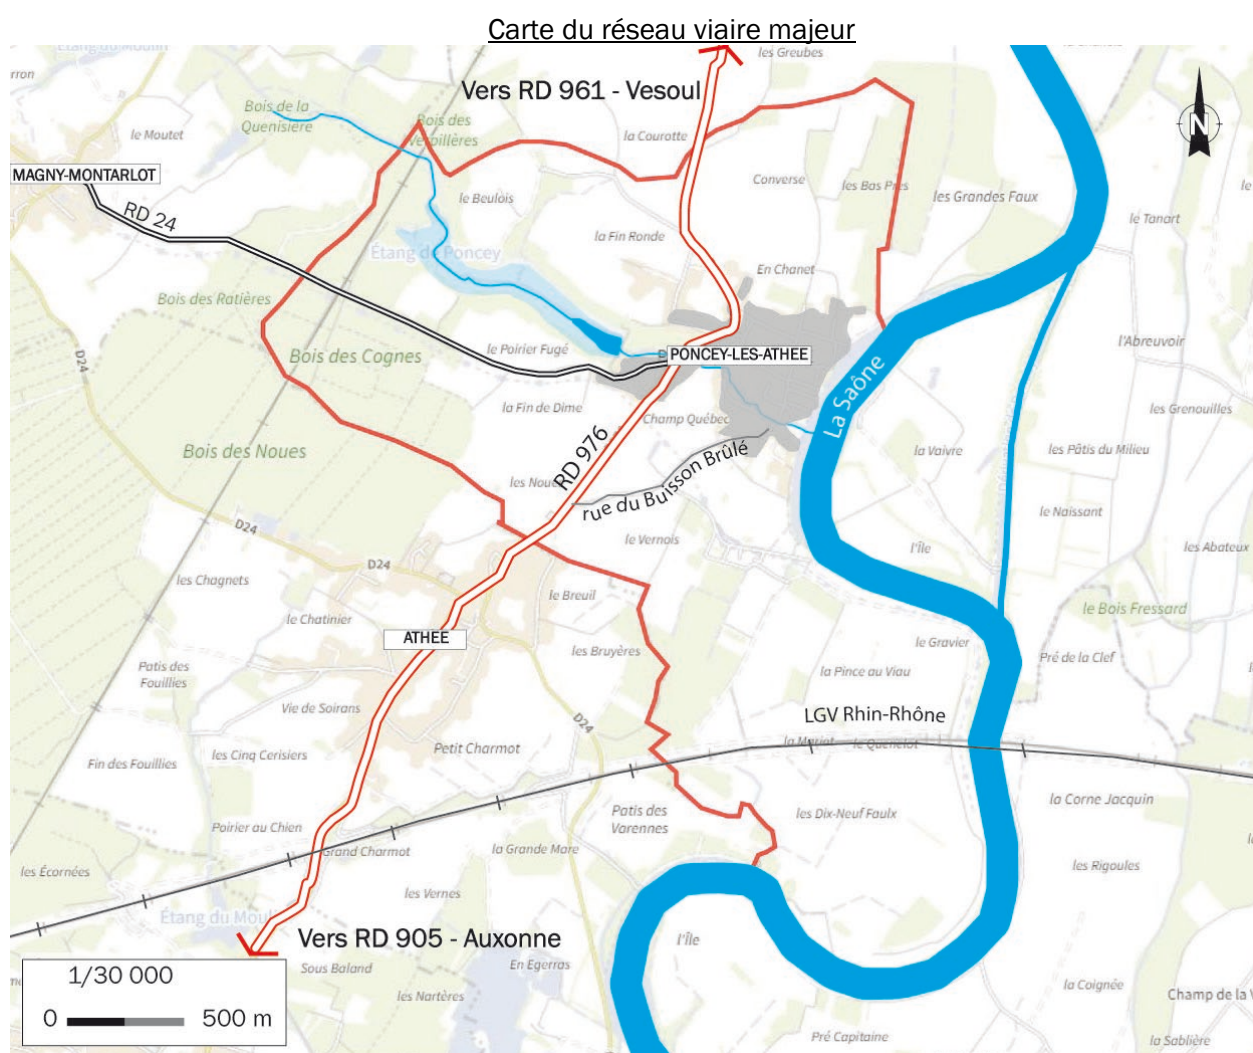 Carte du réseau viaire majeur
les Greubes
Vers RD 961 - Vesoul
Bois de la
Quenisière
Bois des
Verpillères
le Moutet
la Courotte
N
MAGNY-MONTARLOT
Converse
les Bas Prés
les Grandes Faux
le Beulois
le Tanart
RD 24
la Fin Ronde
Étang de Poncey
En Chanet
Bois des Ratières
l'Abreuvoir
D24
Bois des Cognes
le Poirier Fugé
PONCEY-LES-ATHEE
La Saône
la Fin de Dime
Champ Québec
les Grenouilles
Bois des Noues
RD 976
rue du Buisson Brûlé
la Vaivre
les Pâtis du Milieu
les Noues
le Naissant
D24
le Vernois
l'Île
les Abateux
D24
les Chagnets
le Breuil
le Bois Fressard
le Chatinier
ATHEE
le Gravier
les Bruyères
Pré de la Clef
Patis des
Fouillies
la Pince au Viau
Vie de Soirans
D24
LGV Rhin-Rhône
Petit Charmot
les Cinq Cerisiers
Fin des Fouillies
la Corne Jacquin
Patis des
Varennes
les Dix-Neuf Faulx
Poirier au Chien
Grand Charmot
la Grande Mare
les Écornées
les Rigoules
les Vernes
Étang du Moulin
Vers RD 905 - Auxonne
l'Île
En Egerras
Sous Baland
1/30 000
les Nartères
la Coignée
Champ de la V
0 500 m
Pré Capitaine
la Sablière